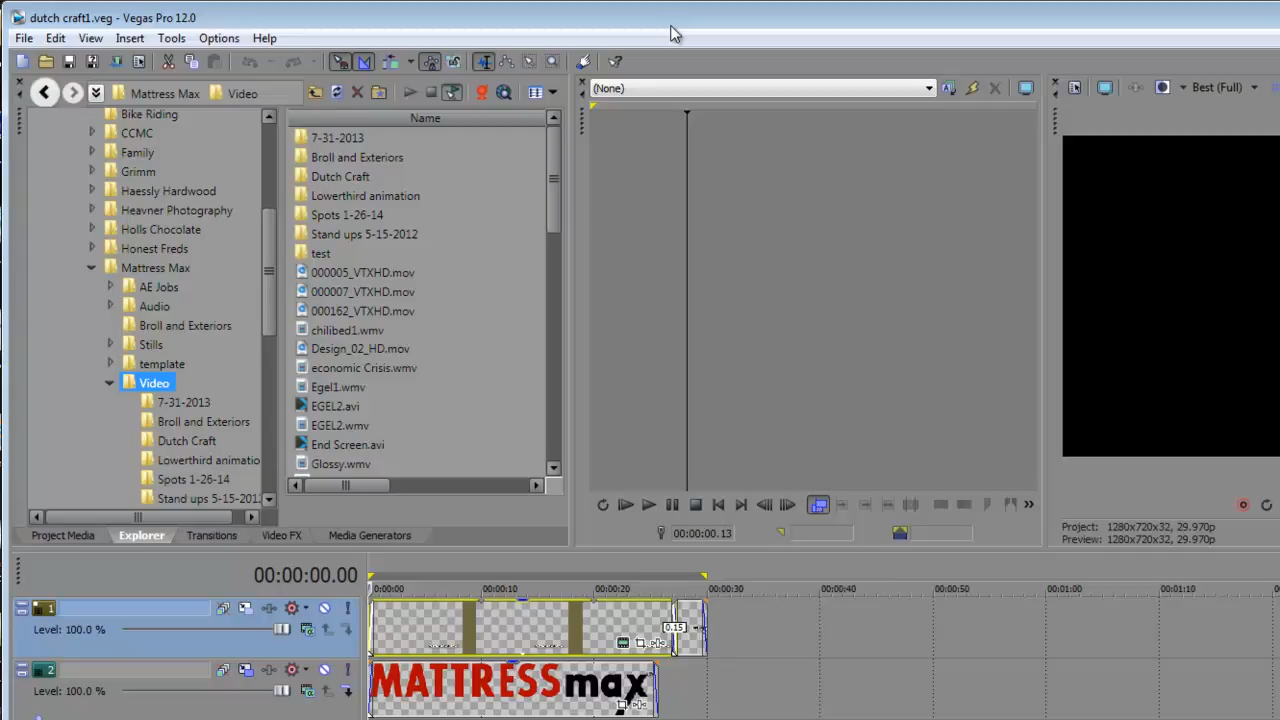 dutch craft1.veg - Vegas Pro 12.0
File Edit View Insert Tools Options Help
Mattress Max Video
(None)
Best (Full)
Bike Riding
CCMC
Family
Grimm
Haessly Hardwood
Heavner Photography
Holls Chocolate
Honest Freds
Mattress Max
AE Jobs
Audio
Broll and Exteriors
Stills
template
Video
7-31-2013
Broll and Exteriors
Dutch Craft
Lowerthird animatio
Spots 1-26-14
Stand ups 5-15-201
Name
7-31-2013
Broll and Exteriors
Dutch Craft
Lowerthird animation
Spots 1-26-14
Stand ups 5-15-2012
test
000005_VTXHD.mov
000007_VTXHD.mov
000162_VTXHD.mov
chilibed1.wmv
Design_02_HD.mov
economic Crisis.wmv
Egel1.wmv
EGEL2.avi
EGEL2.wmv
End Screen.avi
Glossy.wmv
00:00:00.13
Project: 1280x720x32, 29.970p
Preview: 1280x720x32, 29.970p
Project Media Explorer Transitions Video FX Media Generators
00:00:00.00
0:00:00 00:00:10 00:00:20 00:00:30 00:00:40 00:00:50 00:01:00 00:01:10
1
Level: 100.0 %
0.15
2
Level: 100.0 %
MATTRESSmax